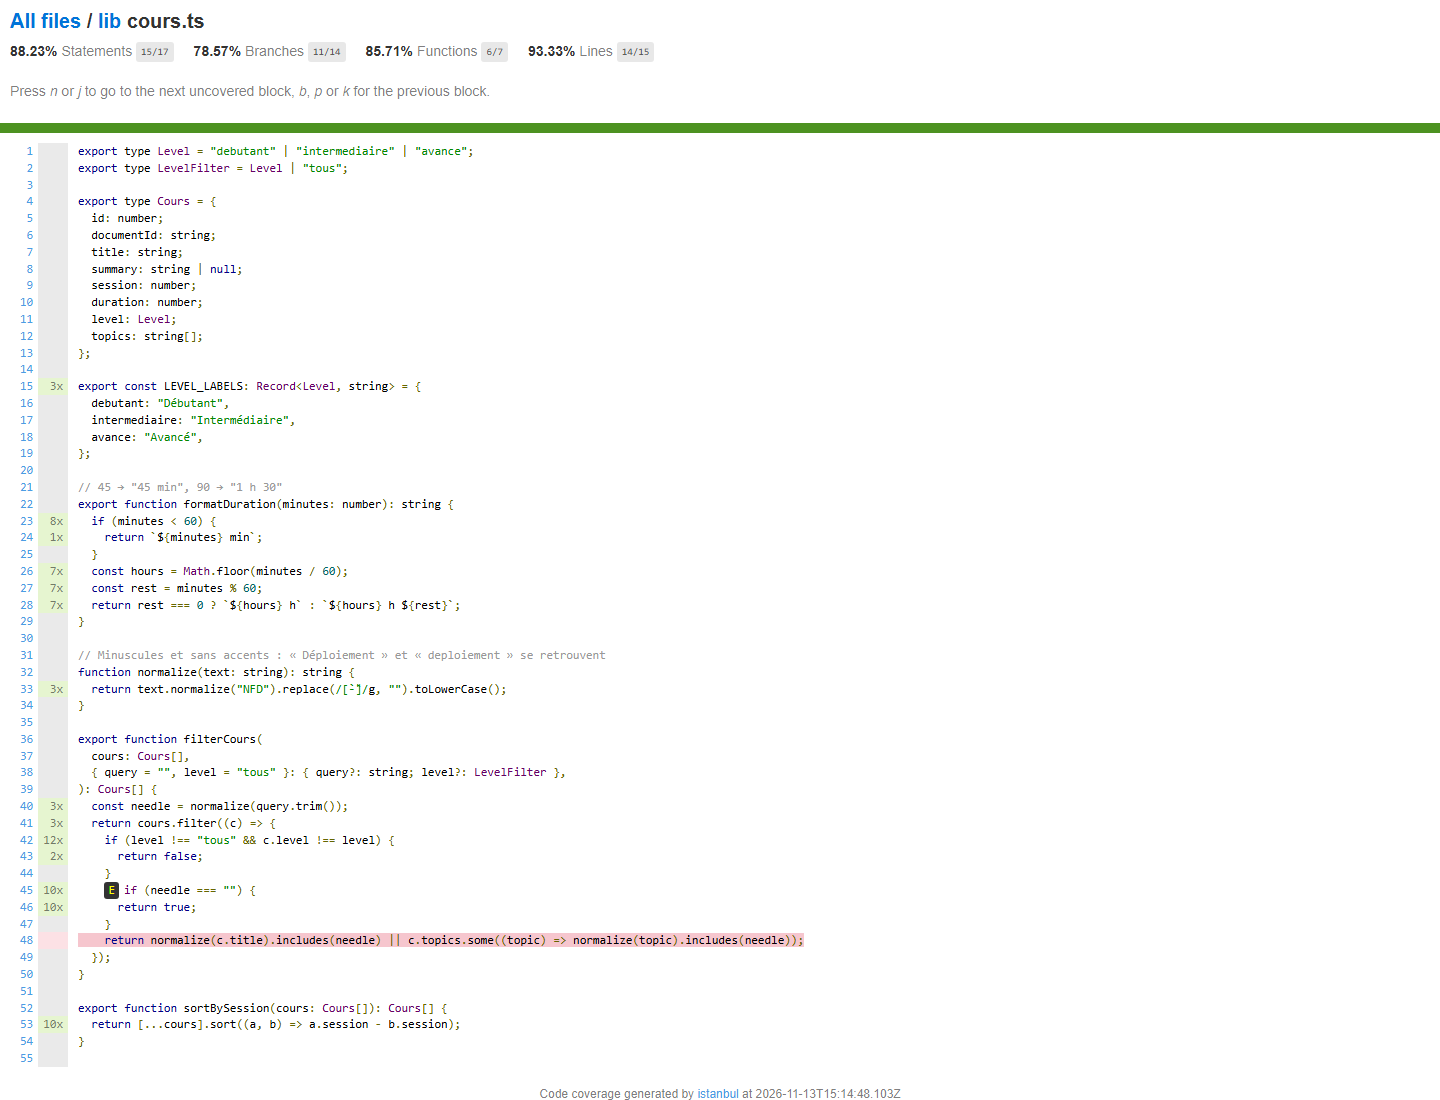 All files / lib cours.ts
88.23% Statements 15/17 78.57% Branches 11/14 85.71% Functions 6/7 93.33% Lines 14/15
Press n or j to go to the next uncovered block, b, p or k for the previous block.
1 export type Level = "debutant" | "intermediaire" | "avance";
2 export type LevelFilter = Level | "tous";
3
4 export type Cours = {
5 id: number;
6 documentId: string;
7 title: string;
8 summary: string | null;
9 session: number;
10 duration: number;
11 level: Level;
12 topics: string[];
13 };
14
15 3x export const LEVEL_LABELS: Record<Level, string> = {
16 debutant: "Débutant",
17 intermediaire: "Intermédiaire",
18 avance: "Avancé",
19 };
20
21 // 45 → "45 min", 90 → "1 h 30"
22 export function formatDuration(minutes: number): string {
23 8x if (minutes < 60) {
24 1x return `${minutes} min`;
25 }
26 7x const hours = Math.floor(minutes / 60);
27 7x const rest = minutes % 60;
28 7x return rest === 0 ? `${hours} h` : `${hours} h ${rest}`;
29 }
30
31 // Minuscules et sans accents : « Déploiement » et « deploiement » se retrouvent
32 function normalize(text: string): string {
33 3x return text.normalize("NFD").replace(/[-]/g, "").toLowerCase();
34 }
35
36 export function filterCours(
37 cours: Cours[],
38 { query = "", level = "tous" }: { query?: string; level?: LevelFilter },
39 ): Cours[] {
40 3x const needle = normalize(query.trim());
41 3x return cours.filter((c) => {
42 12x if (level !== "tous" && c.level !== level) {
43 2x return false;
44 }
45 10x E if (needle === "") {
46 10x return true;
47 }
48 return normalize(c.title).includes(needle) || c.topics.some((topic) => normalize(topic).includes(needle));
49 });
50 }
51
52 export function sortBySession(cours: Cours[]): Cours[] {
53 10x return [...cours].sort((a, b) => a.session - b.session);
54 }
55
Code coverage generated by istanbul at 2026-11-13T15:14:48.103Z